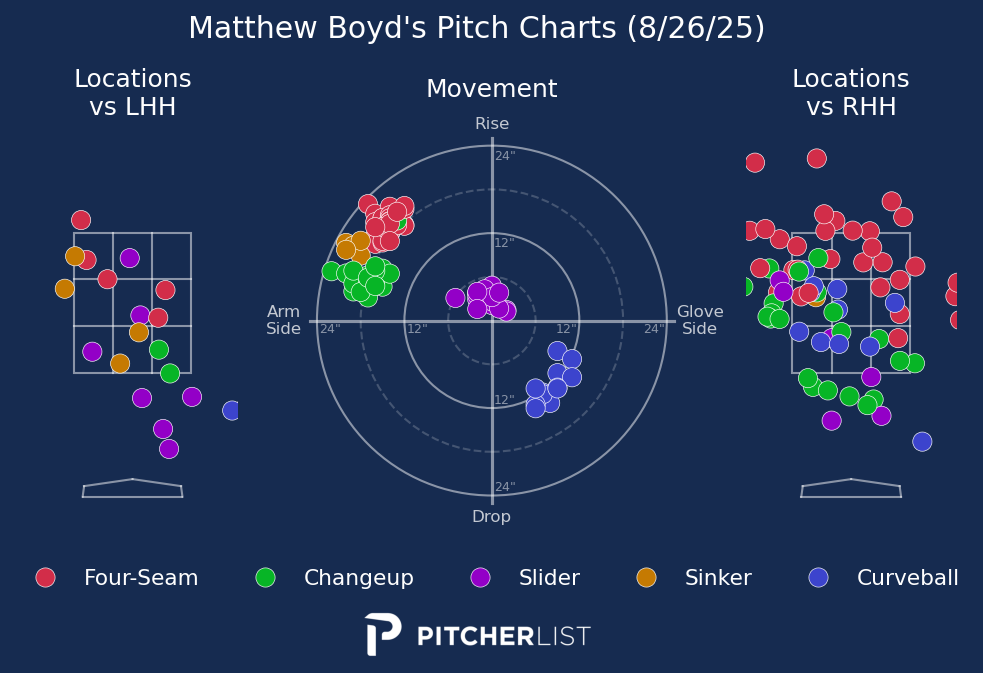 Matthew Boyd's Pitch Charts (8/26/25)
Locations
vs LHH
Movement
Locations
vs RHH
Rise
24"
12"
Arm
Side
24"
12"
12"
24"
Glove
Side
12"
24"
Drop
Four-Seam
Changeup
Slider
Sinker
Curveball
PITCHERLIST